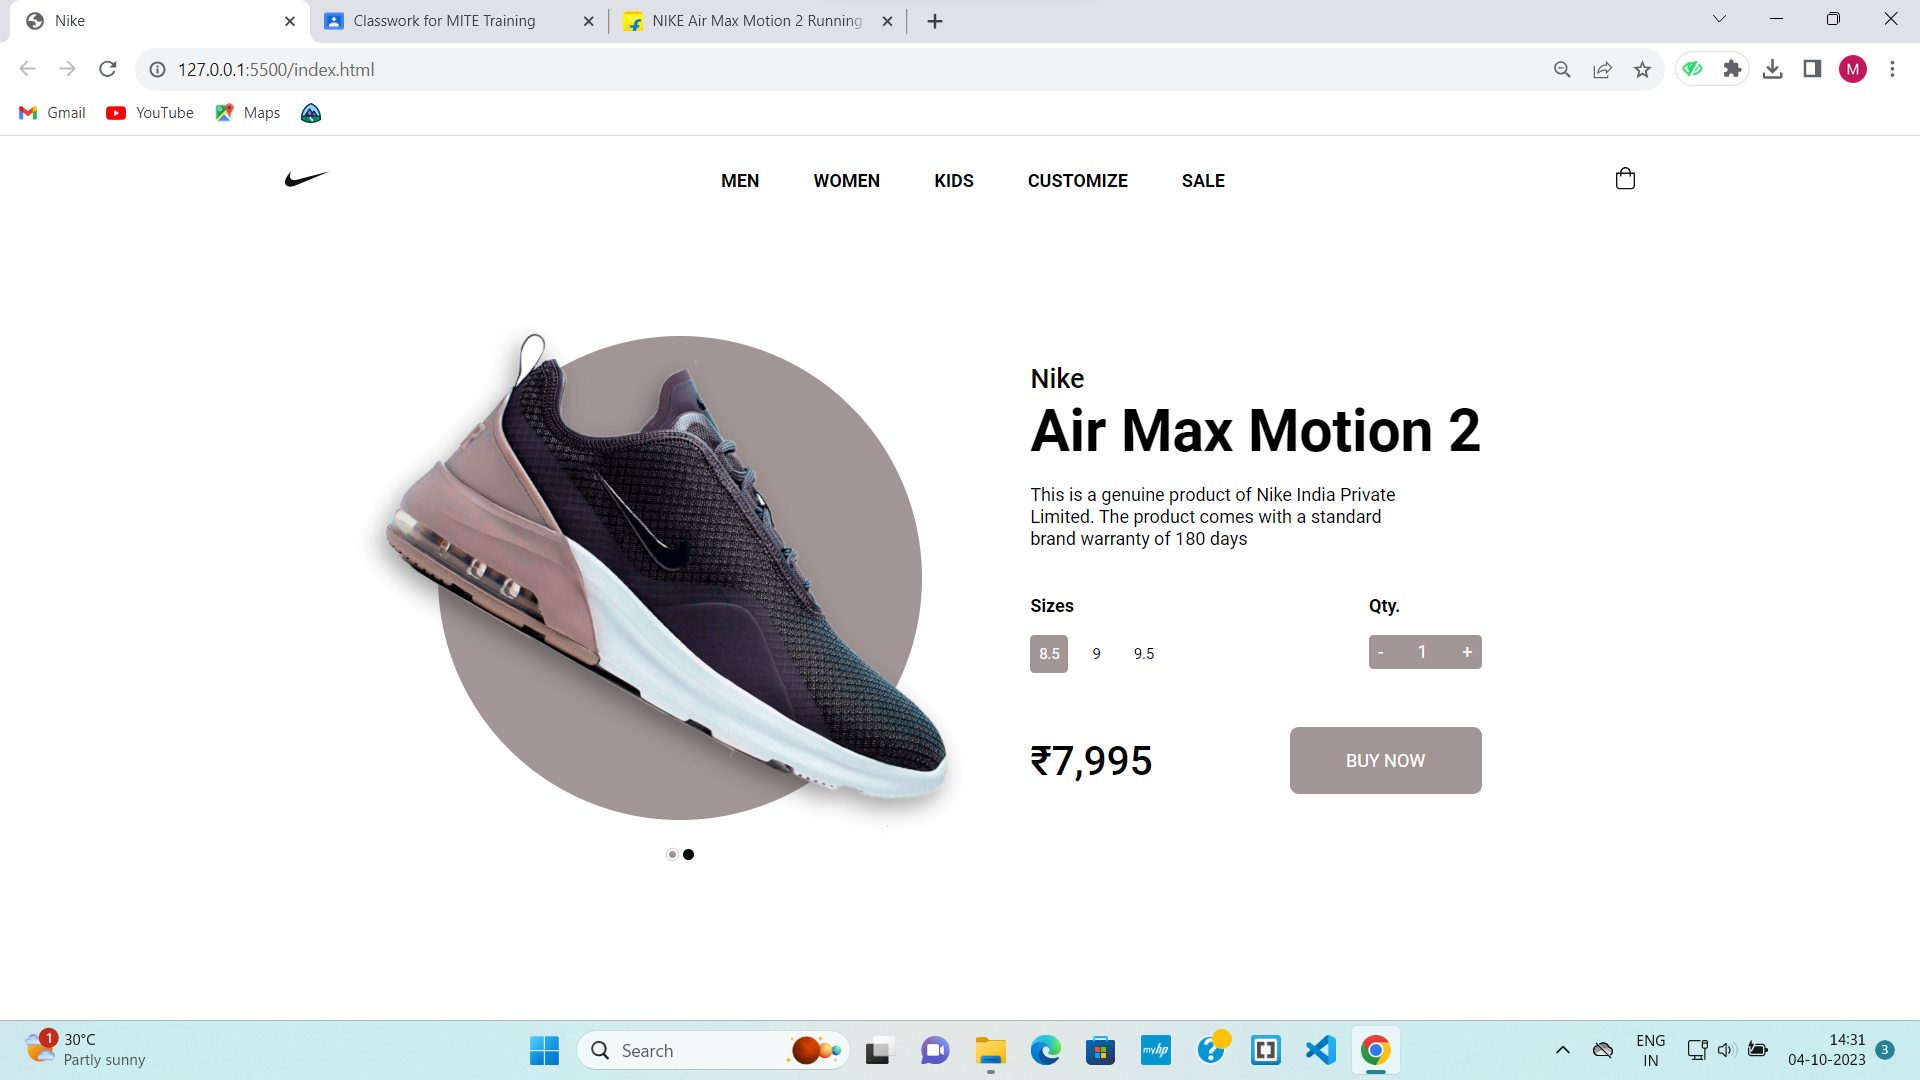 Nike
Classwork for MITE Training
NIKE Air Max Motion 2 Running
127.0.0.1:5500/index.html
M
Gmail
YouTube
Maps
MEN WOMEN KIDS CUSTOMIZE SALE
Nike
Air Max Motion 2
This is a genuine product of Nike India Private
Limited. The product comes with a standard
brand warranty of 180 days
Sizes
Qty.
8.5 9 9.5
- 1 +
₹7,995
BUY NOW
1
30°C
Partly sunny
Search
myhp
ENG
IN
14:31
04-10-2023
3